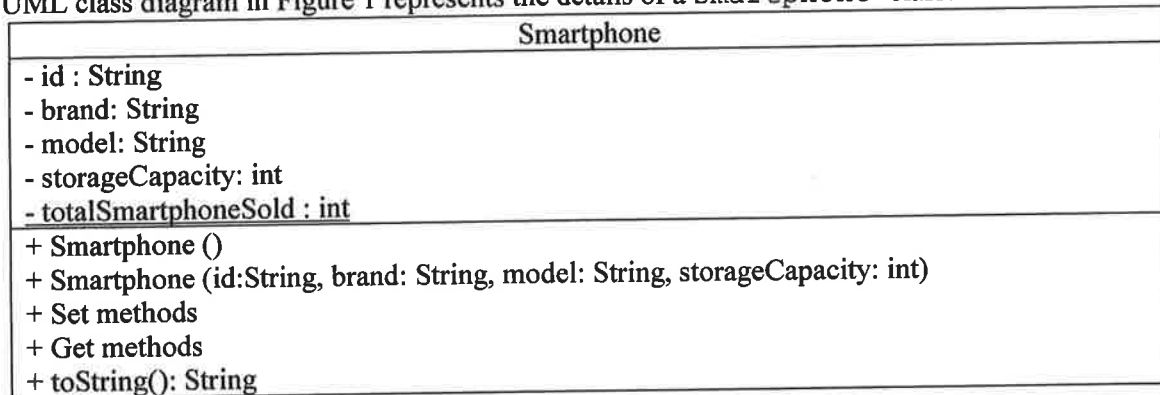 UML class diagram in Figure 1 represents the details of a
Smartphone
- id : String
- brand: String
- model: String
- storageCapacity: int
- totalSmartphoneSold : int
+ Smartphone ()
+ Smartphone (id:String, brand: String, model: String, storageCapacity: int)
+ Set methods
+ Get methods
+ toString(): String